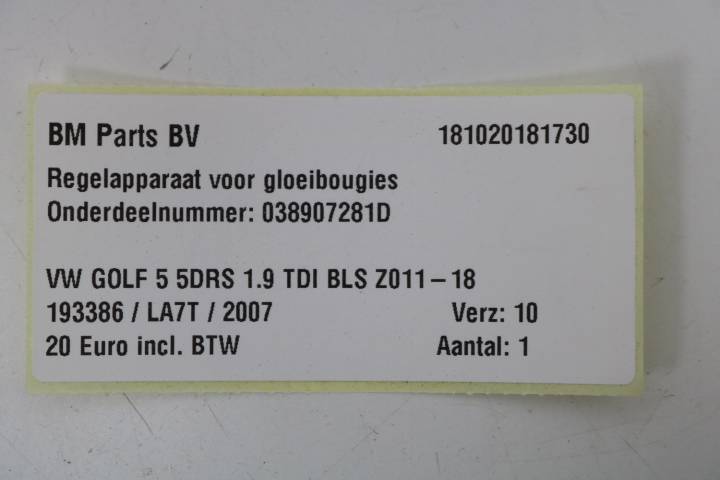 BM Parts BV 181020181730
Regelapparaat voor gloeibougies
Onderdeelnummer: 038907281D
VW GOLF 5 5DRS 1.9 TDI BLS Z011-18
193386 / LA7T / 2007 Verz: 10
20 Euro incl. BTW Aantal: 1